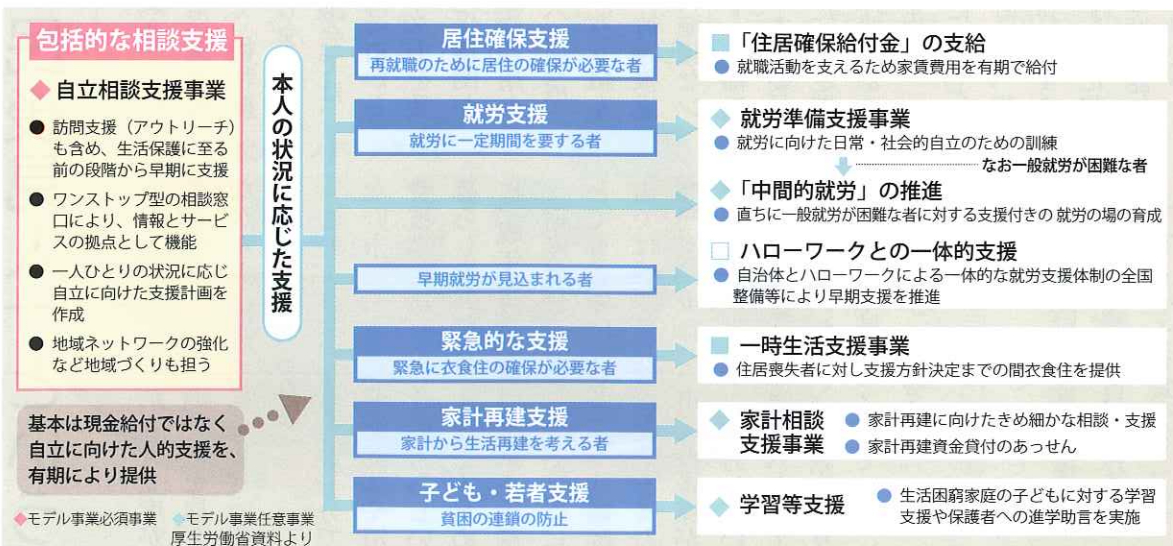 包括的な相談支援
◆ 自立相談支援事業
● 訪問支援（アウトリーチ）
も含め、生活保護に至る
前の段階から早期に支援
● ワンストップ型の相談窓
口により、情報とサービ
スの拠点として機能
● 一人ひとりの状況に応じ
自立に向けた支援計画を
作成
● 地域ネットワークの強化
など地域づくりも担う
基本は現金給付ではなく
自立に向けた人的支援を、
有期により提供
◆モデル事業必須事業 ◆モデル事業任意事業
厚生労働省資料より
本人の状況に応じた支援
居住確保支援
再就職のために居住の確保が必要な者
■「住居確保給付金」の支給
● 就職活動を支えるため家賃費用を有期で給付
就労支援
就労に一定期間を要する者
◆ 就労準備支援事業
● 就労に向けた日常・社会的自立のための訓練
なお一般就労が困難な者
◆「中間的就労」の推進
● 直ちに一般就労が困難な者に対する支援付きの 就労の場の育成
早期就労が見込まれる者
□ ハローワークとの一体的支援
● 自治体とハローワークによる一体的な就労支援体制の全国
整備等により早期支援を推進
緊急的な支援
緊急に衣食住の確保が必要な者
■ 一時生活支援事業
● 住居喪失者に対し支援方針決定までの間衣食住を提供
家計再建支援
家計から生活再建を考える者
◆ 家計相談
支援事業
● 家計再建に向けたきめ細かな相談・支援
● 家計再建資金貸付のあっせん
子ども・若者支援
貧困の連鎖の防止
◆ 学習等支援
● 生活困窮家庭の子どもに対する学習
支援や保護者への進学助言を実施